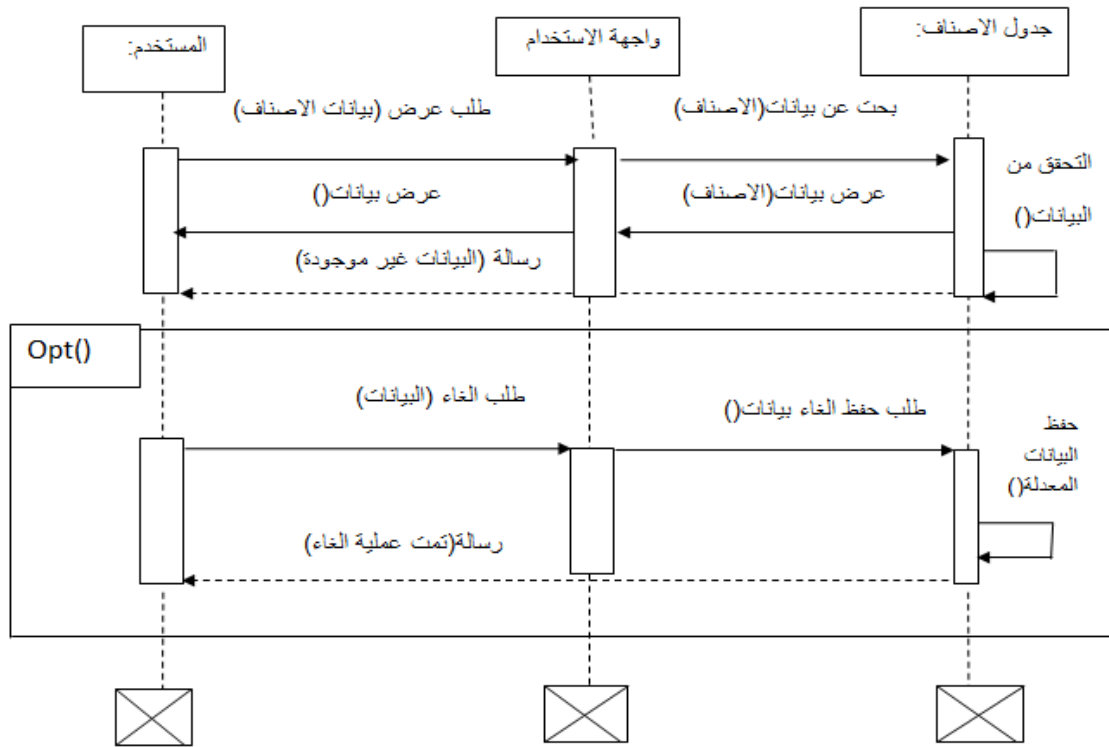 المستخدم:
واجهة الاستخدام
جدول الاصناف:
طلب عرض (بيانات الاصناف)
بحت عن بيانات(الاصناف)
التحقق من
البيانات()
عرض بيانات()
عرض بيانات(الاصناف)
رسالة (البيانات غير موجودة)
Opt()
طلب الغاء (البيانات)
طلب حفظ الغاء بيانات()
حفظ
البيانات
المعدلة()
رسالة(تمت عملية الغاء)